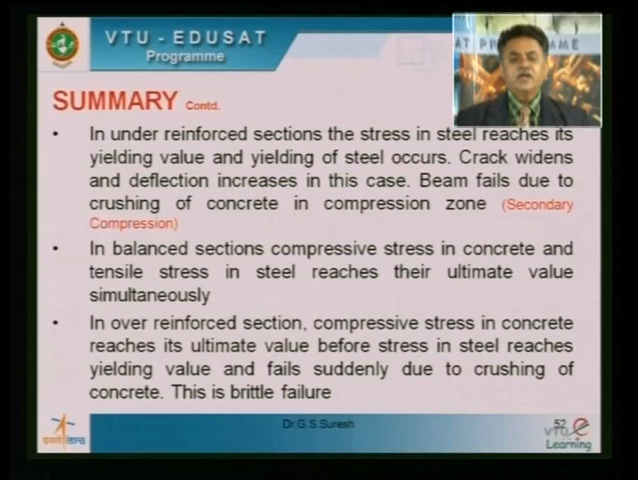 VTU - EDUSAT
Programme
AT PROGRAMME
SUMMARY Contd.
• In under reinforced sections the stress in steel reaches its
yielding value and yielding of steel occurs. Crack widens
and deflection increases in this case. Beam fails due to
crushing of concrete in compression zone (Secondary
Compression)
• In balanced sections compressive stress in concrete and
tensile stress in steel reaches their ultimate value
simultaneously
• In over reinforced section, compressive stress in concrete
reaches its ultimate value before stress in steel reaches
yielding value and fails suddenly due to crushing of
concrete. This is brittle failure
Dr.G.S.Suresh
52
vtu e
Learning